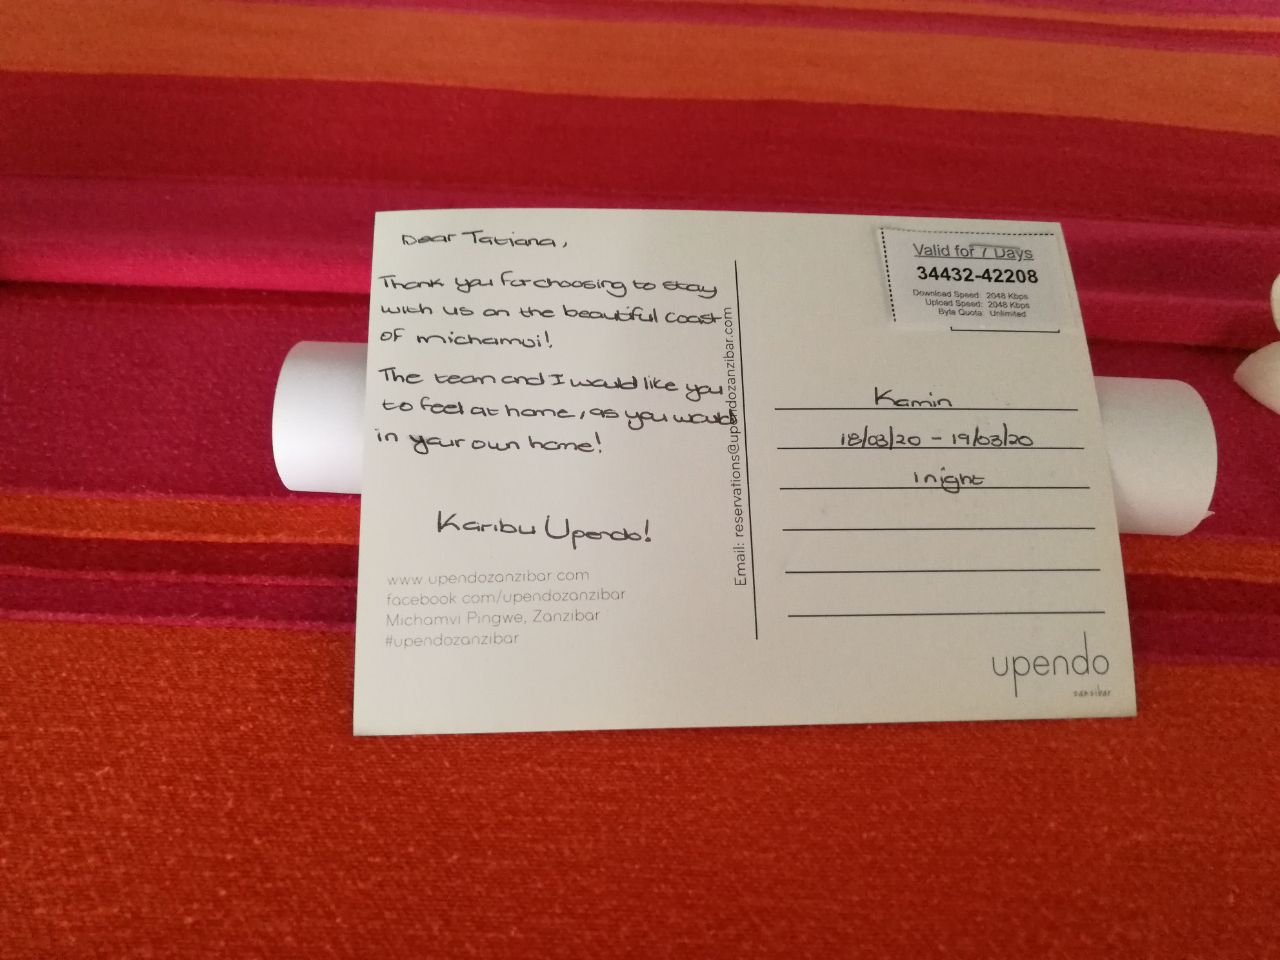 Dear Tatiana,
Thank you for choosing to stay
with us on the beautiful coast
of michamvi!
The team and I would like you
to feel at home, as you would
in your own home!
Karibu Upendo!
www.upendozanzibar.com
facebook.com/upendozanzibar
Michamvi Pingwe, Zanzibar
#upendozanzibar
Email: reservations@upendozanzibar.com
Valid for 7 Days
34432-42208
Download Speed: 2048 Kbps
Upload Speed: 2048 Kbps
Byte Quota: Unlimited
Kamin
18/03/20 - 19/03/20
1 night
upendo
zanzibar